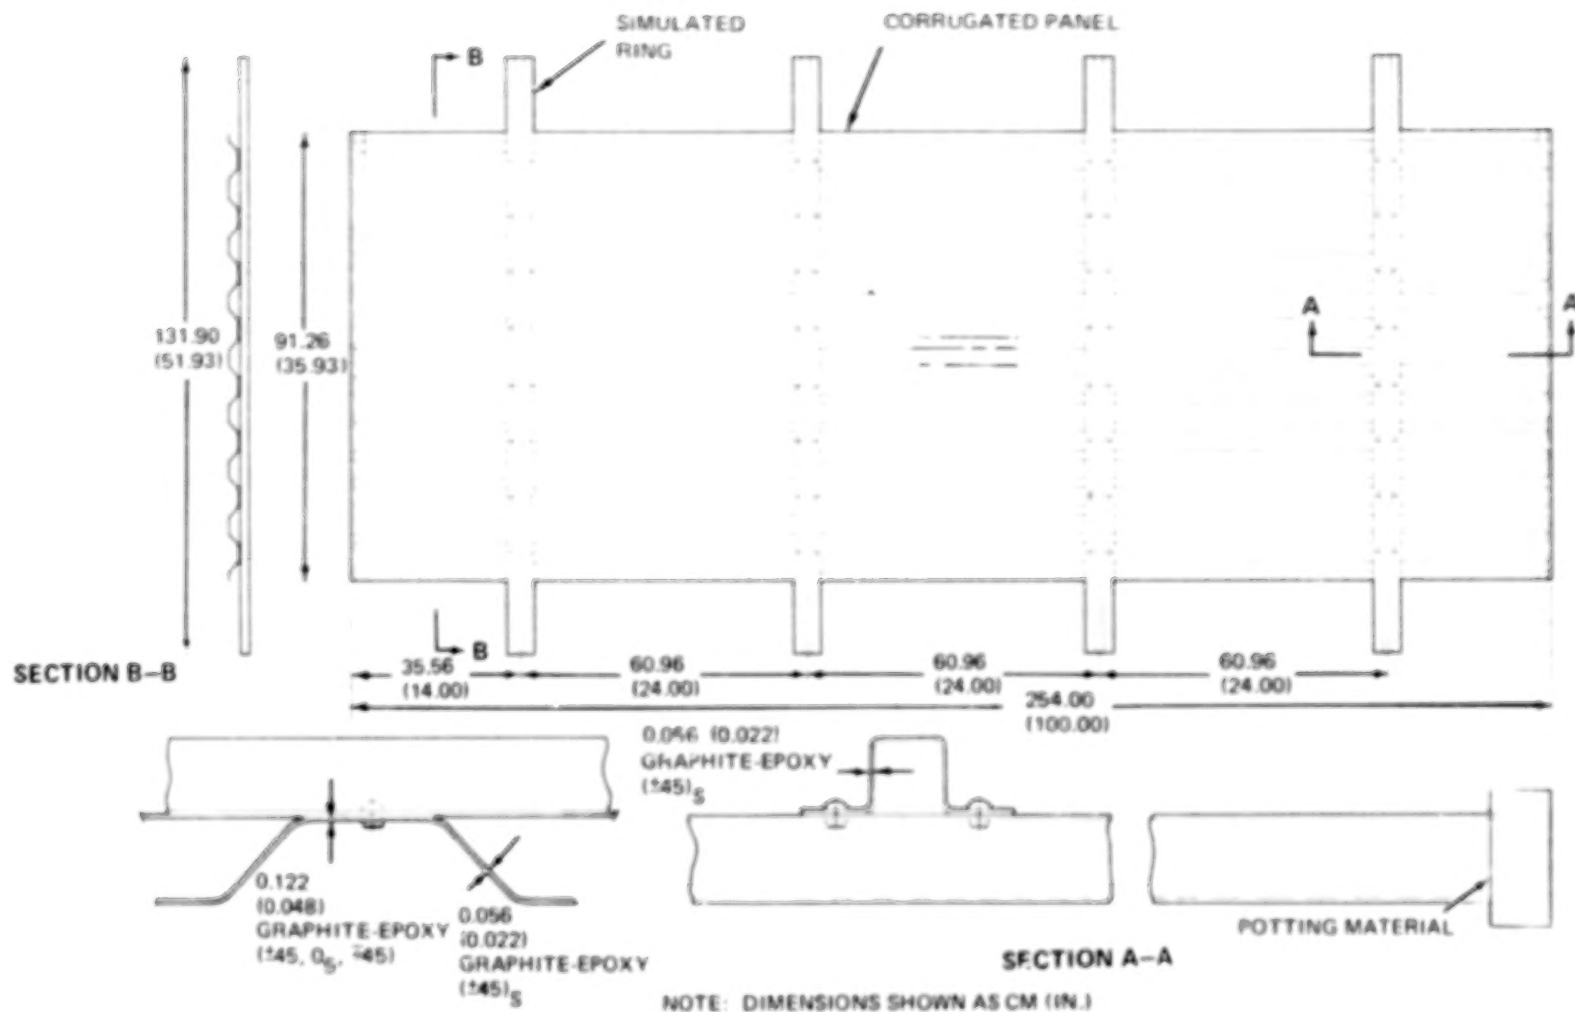 SIMULATED
RING
CORRUGATED PANEL
B
131.90
(51.93)
91.26
(35.93)
A
A
B
SECTION B–B
35.56
(14.00)
60.96
(24.00)
60.96
(24.00)
60.96
(24.00)
254.00
(100.00)
0.056 (0.022)
GRAPHITE-EPOXY
(±45)S
0.122
(0.048)
GRAPHITE-EPOXY
(±45, 05, ∓45)
0.056
(0.022)
GRAPHITE-EPOXY
(±45)S
POTTING MATERIAL
SECTION A–A
NOTE: DIMENSIONS SHOWN AS CM (IN.)